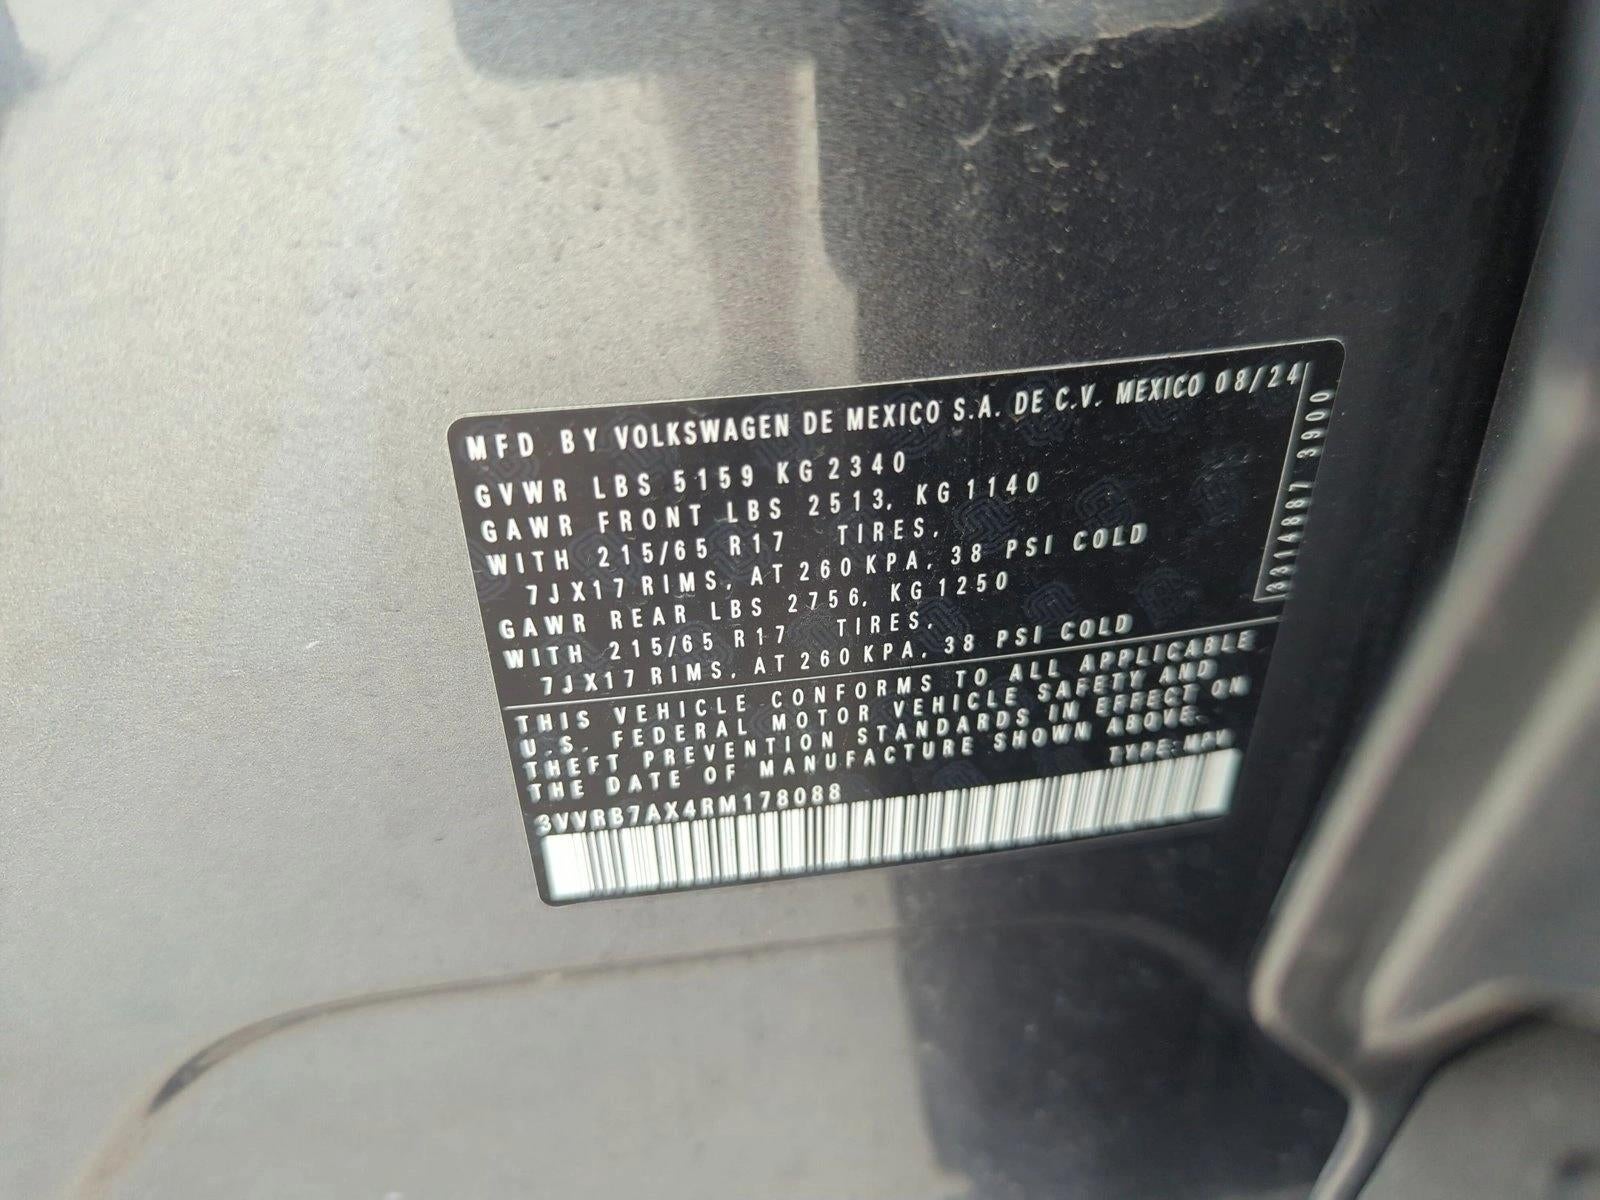 MFD BY VOLKSWAGEN DE MEXICO S.A. DE C.V. MEXICO 08/24
GVWR LBS 5159 KG 2340
GAWR FRONT LBS 2513, KG 1140
WITH 215/65 R17 TIRES,
7JX17 RIMS, AT 260 KPA, 38 PSI COLD
GAWR REAR LBS 2756, KG 1250
WITH 215/65 R17 TIRES,
7JX17 RIMS, AT 260 KPA, 38 PSI COLD
THIS VEHICLE CONFORMS TO ALL APPLICABLE
U.S. FEDERAL MOTOR VEHICLE SAFETY AND
THEFT PREVENTION STANDARDS IN EFFECT ON
THE DATE OF MANUFACTURE SHOWN ABOVE.
TYPE: MPV
3VVRB7AX4RM178088
3314887 3900